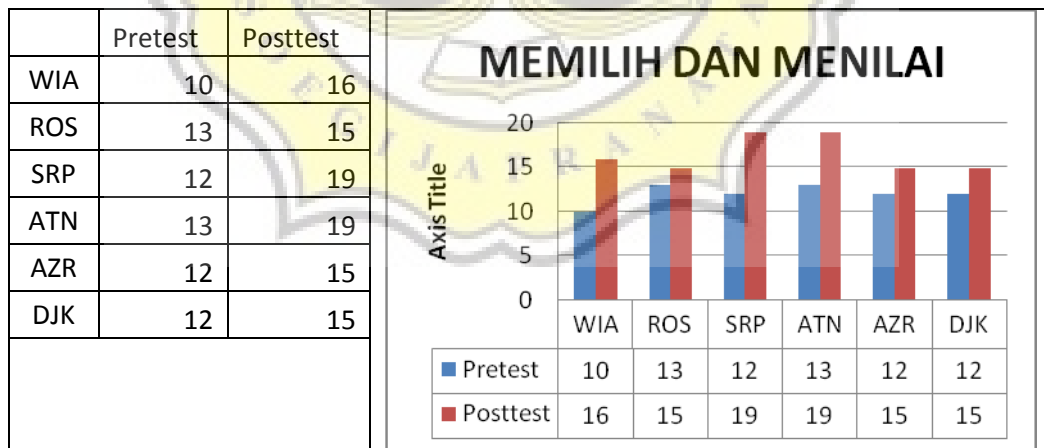 Pretest Posttest
WIA 10 16
ROS 13 15
SRP 12 19
ATN 13 19
AZR 12 15
DJK 12 15
MEMILIH DAN MENILAI
Axis Title
20
15
10
5
0
WIA ROS SRP ATN AZR DJK
Pretest 10 13 12 13 12 12
Posttest 16 15 19 19 15 15
EGIJAPRANATA